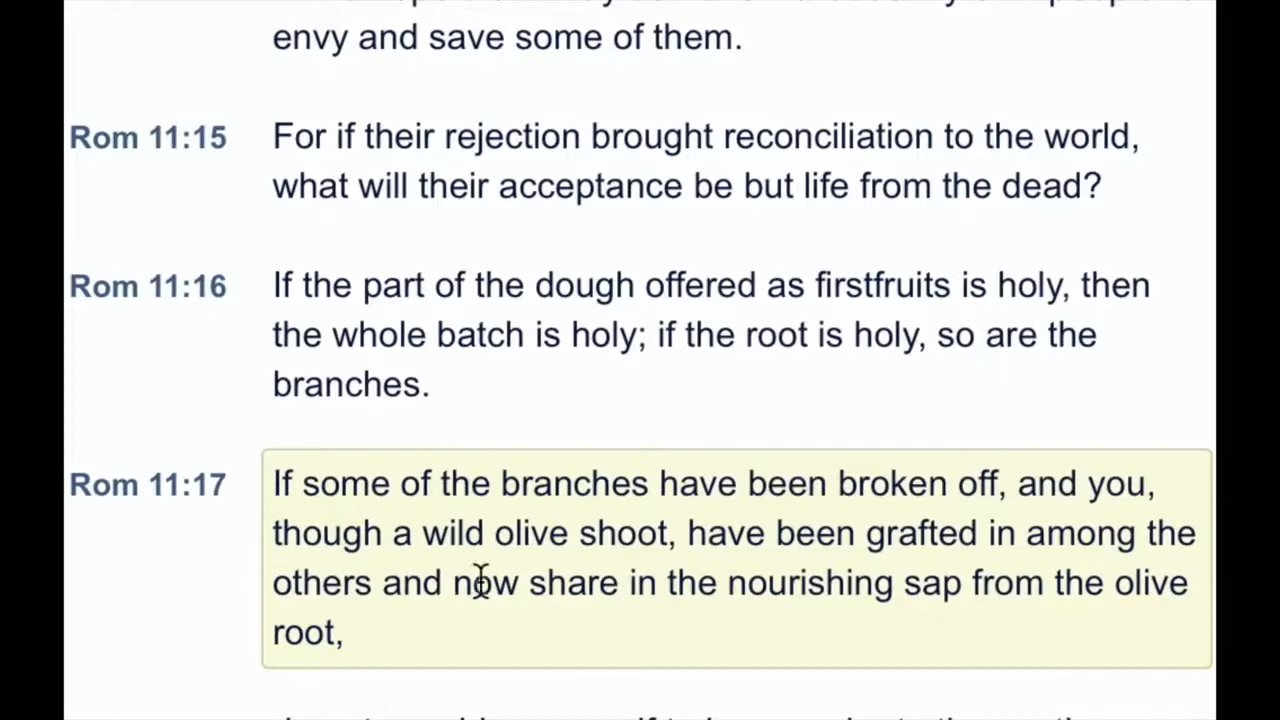 envy and save some of them.
Rom 11:15 For if their rejection brought reconciliation to the world,
what will their acceptance be but life from the dead?
Rom 11:16 If the part of the dough offered as firstfruits is holy, then
the whole batch is holy; if the root is holy, so are the
branches.
Rom 11:17 If some of the branches have been broken off, and you,
though a wild olive shoot, have been grafted in among the
others and now share in the nourishing sap from the olive
root,